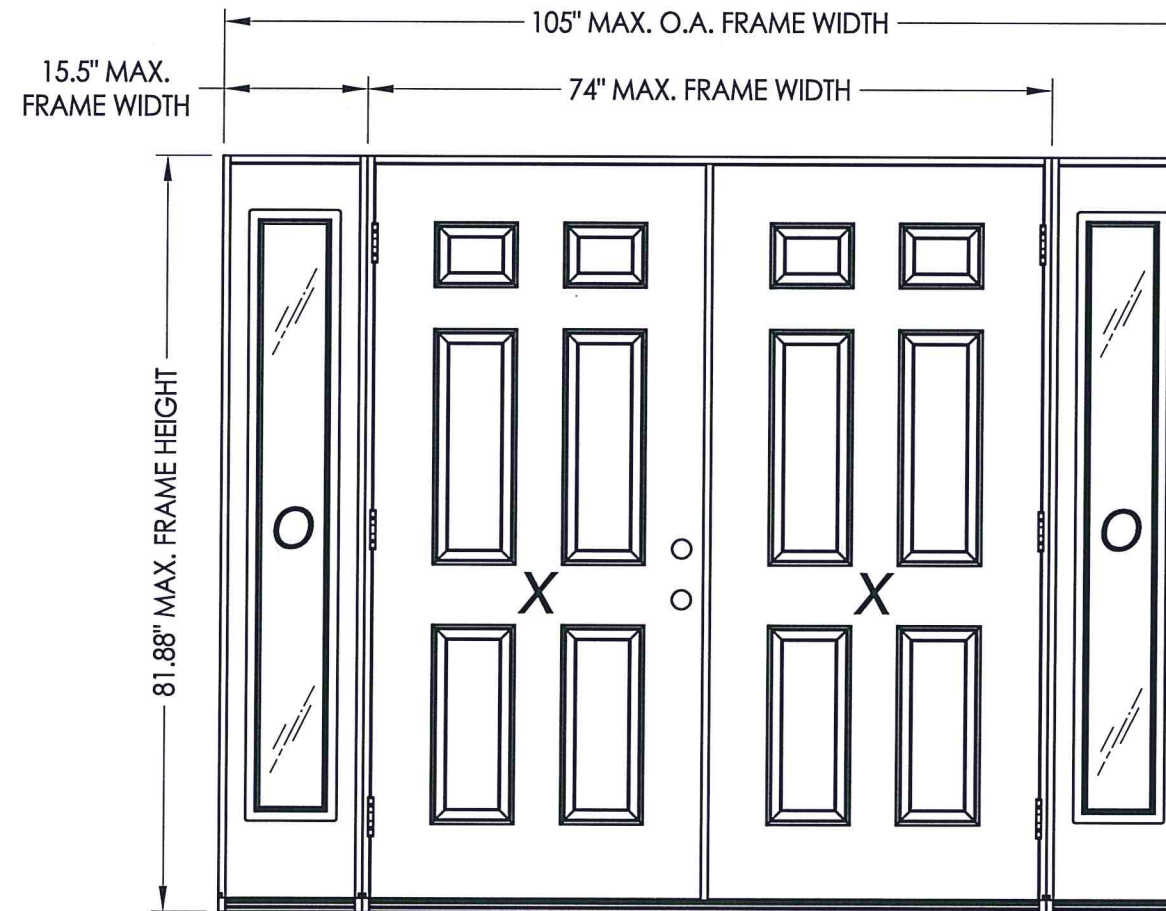 105" MAX. O.A. FRAME WIDTH
15.5" MAX.
FRAME WIDTH
74" MAX. FRAME WIDTH
81.88" MAX. FRAME HEIGHT
O
X
X
O